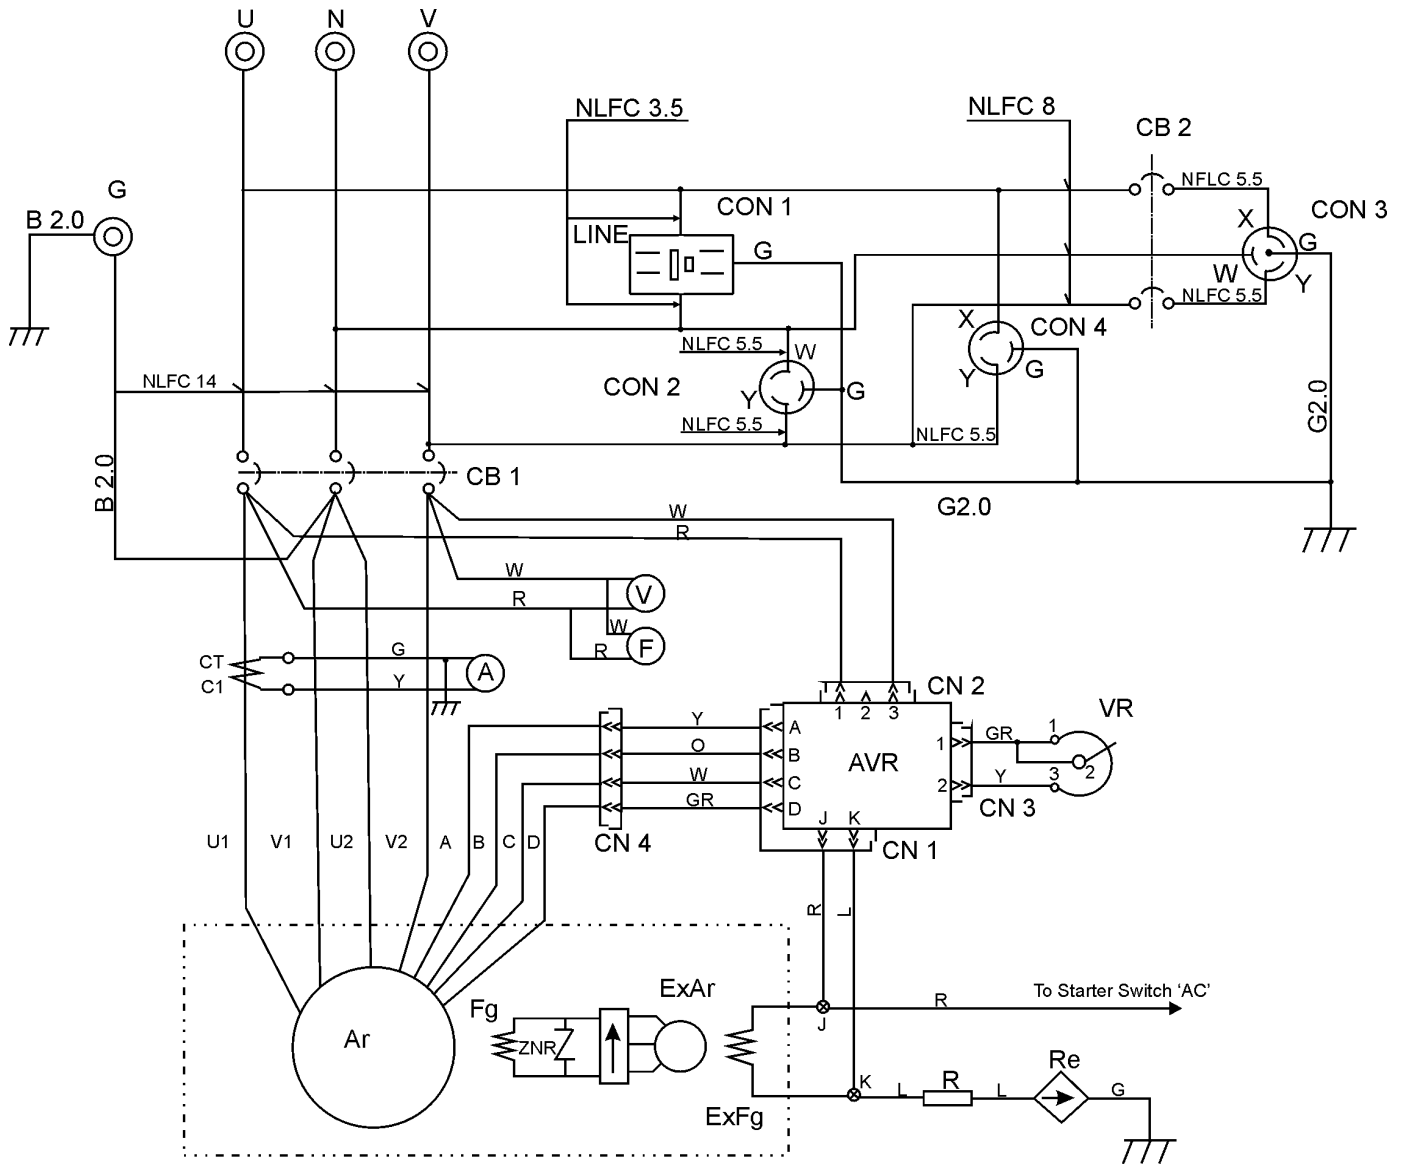 U N V
NLFC 3.5
NLFC 8
CB 2
G
NFLC 5.5
CON 1
CON 3
X
B 2.0
LINE
G
G
W
Y
NLFC 5.5
X
CON 4
NLFC 5.5
W
G
NLFC 14
CON 2
Y
G
Y
G2.0
NLFC 5.5
NLFC 5.5
B 2.0
CB 1
G2.0
W
R
W
V
R
W
F
R
G
CT
A
Y
C1
CN 2
1 2 3
VR
Y
A
1
GR
1
O
B
AVR
2
W
C
Y
3
2
GR
D
CN 3
J K
U1 V1 U2 V2 A B C D
CN 4
CN 1
R
L
ExAr
To Starter Switch ‘AC’
R
Fg
J
Ar
ZNR
Re
K
L
R
L
G
ExFg